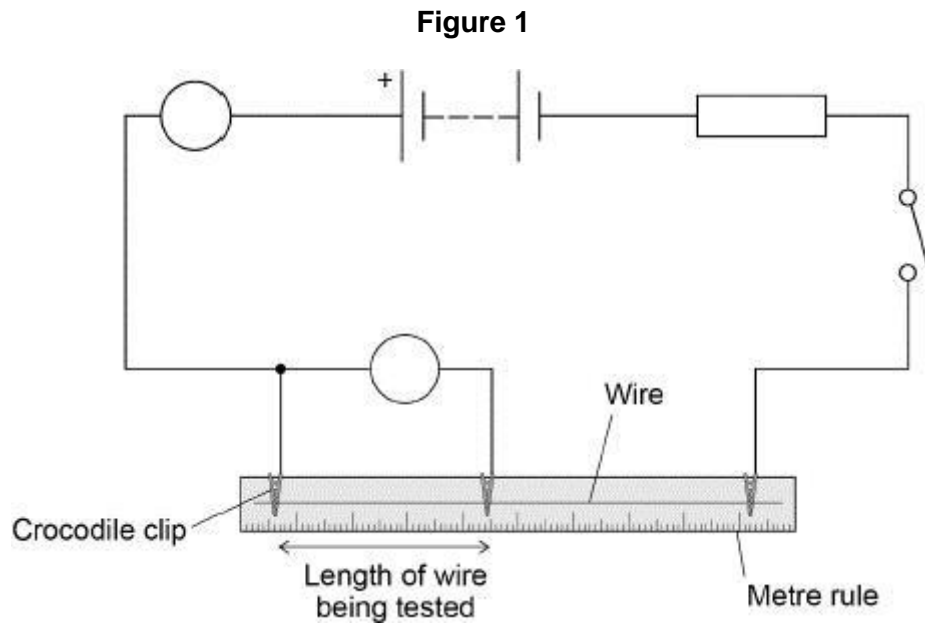 Figure 1
+
Wire
Crocodile clip
Length of wire
being tested
Metre rule